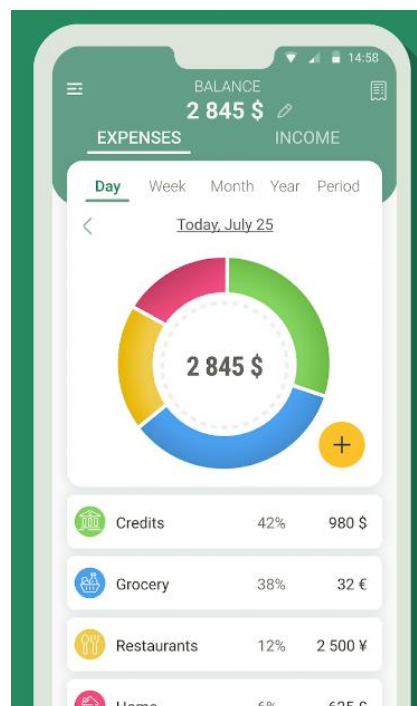 14:58
BALANCE
2 845 $
EXPENSES INCOME
Day Week Month Year Period
Today, July 25
2 845 $
+
Credits 42% 980 $
Grocery 38% 32 €
Restaurants 12% 2 500 ¥